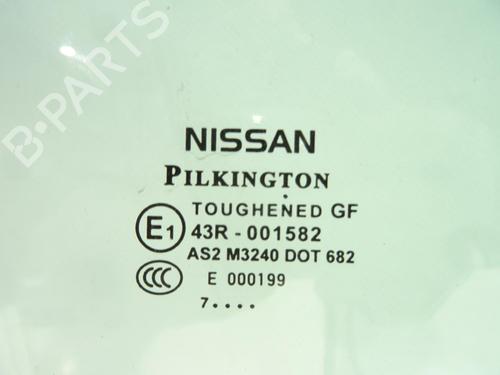 B-PARTS
NISSAN
PILKINGTON
TOUGHENED GF
E1 43R - 001582
AS2 M3240 DOT 682
CCC E 000199
7....